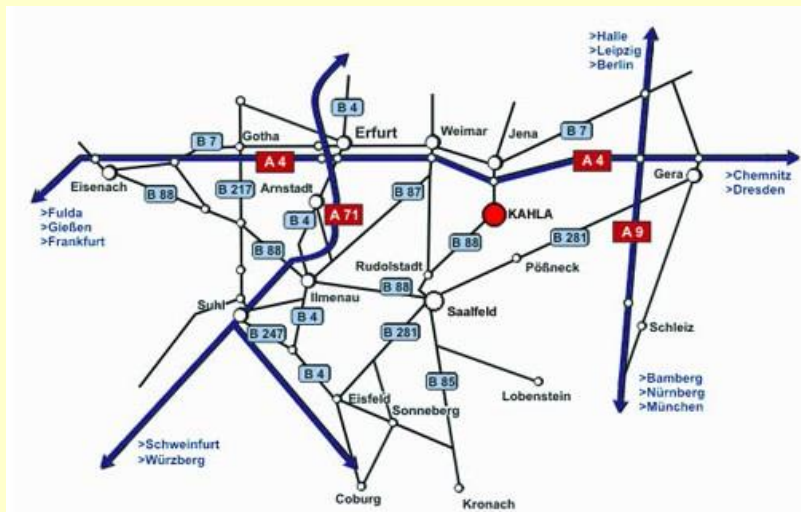 >Halle
>Leipzig
>Berlin
B 4
B 7
Gotha
Erfurt
Weimar
Jena
B 7
A 4
A 4
Eisenach
B 88
B 217
Arnstadt
B 87
Gera
>Chemnitz
>Dresden
>Fulda
>Gießen
>Frankfurt
A 71
B 4
KAHLA
A 9
B 88
B 88
B 281
Rudolstadt
Pößneck
Suhl
Ilmenau
B 88
Saalfeld
B 247
B 4
B 281
Schleiz
B 4
B 85
Eisfeld
Lobenstein
>Bamberg
>Nürnberg
>München
Sonneberg
>Schweinfurt
>Würzberg
Coburg
Kronach